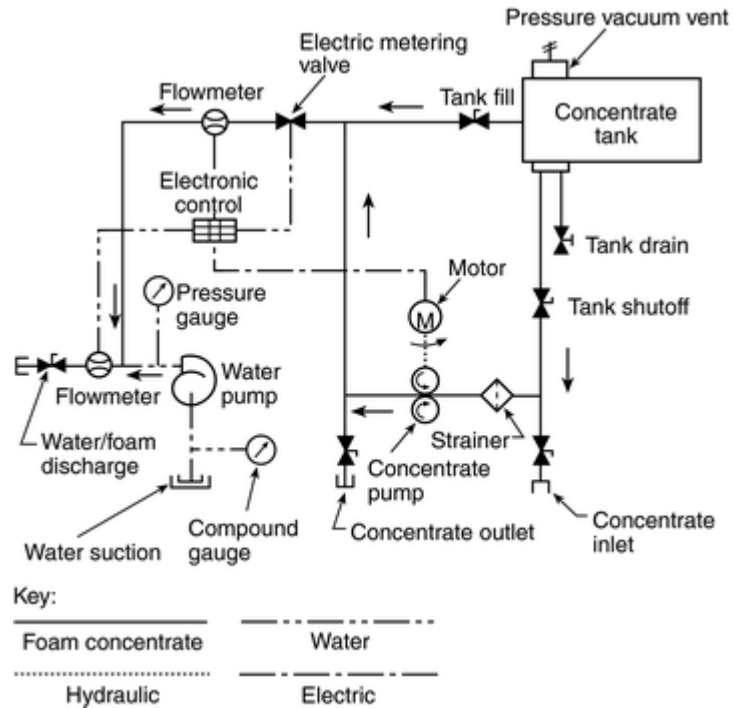 Pressure vacuum vent
Electric metering
valve
Flowmeter
Tank fill
Concentrate
tank
Electronic
control
Tank drain
Motor
Pressure
gauge
Tank shutoff
M
Flowmeter
Water
pump
Strainer
Water/foam
discharge
Concentrate
pump
Water suction
Compound
gauge
Concentrate outlet
Concentrate
inlet
Key:
Foam concentrate
Water
Hydraulic
Electric